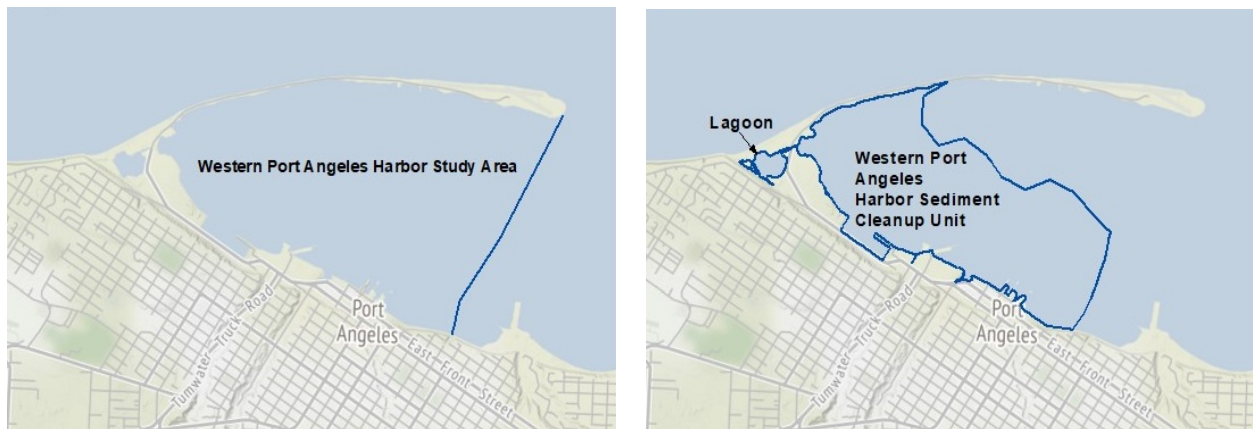 Western Port Angeles Harbor Study Area
Port
Angeles
Tumwater Truck Road
East Front Street
Lagoon
Western Port
Angeles
Harbor Sediment
Cleanup Unit
Port
Angeles
Tumwater Truck Road
East Front Street